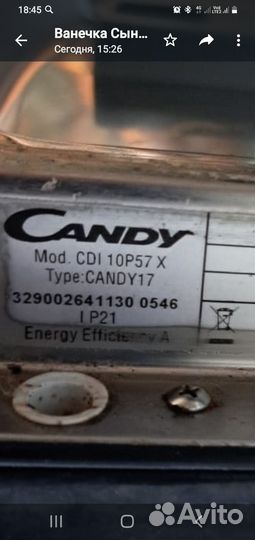 18:45
Ванечка Сын...
Сегодня, 15:26
CANDY
Mod. CDI 10P57 X
Type:CANDY17
329002641130 0546
I P21
Energy Efficiency A
Avito